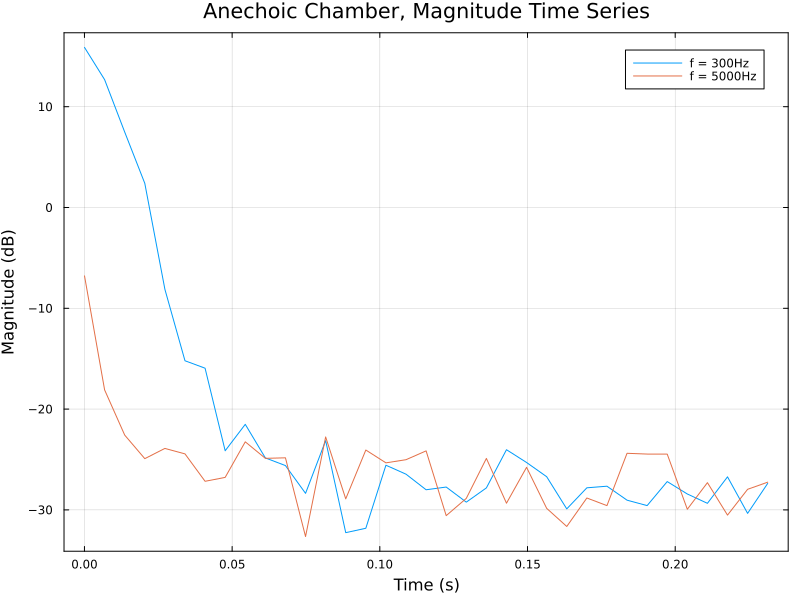 Anechoic Chamber, Magnitude Time Series
f = 300Hz
f = 5000Hz
10
0
−10
−20
−30
Magnitude (dB)
0.00 0.05 0.10 0.15 0.20
Time (s)